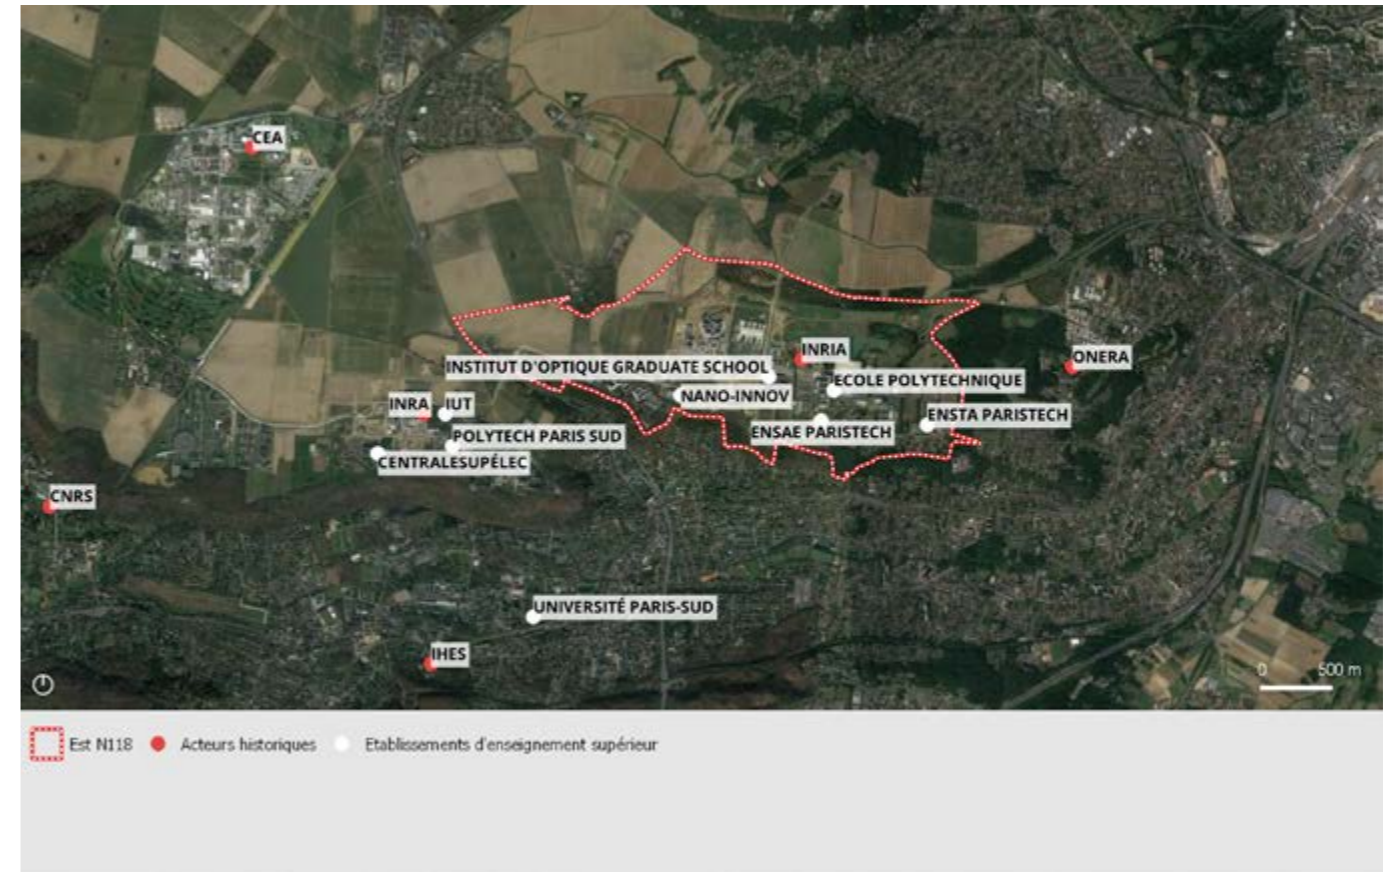 CEA
INRIA
ONERA
INSTITUT D'OPTIQUE GRADUATE SCHOOL
ECOLE POLYTECHNIQUE
NANO-INNOV
INRA
IUT
ENSTA PARISTECH
ENSAE PARISTECH
POLYTECH PARIS SUD
CENTRALESUPÉLEC
CNRS
UNIVERSITÉ PARIS-SUD
IHES
0 500 m
Est N118 Acteurs historiques Etablissements d'enseignement supérieur